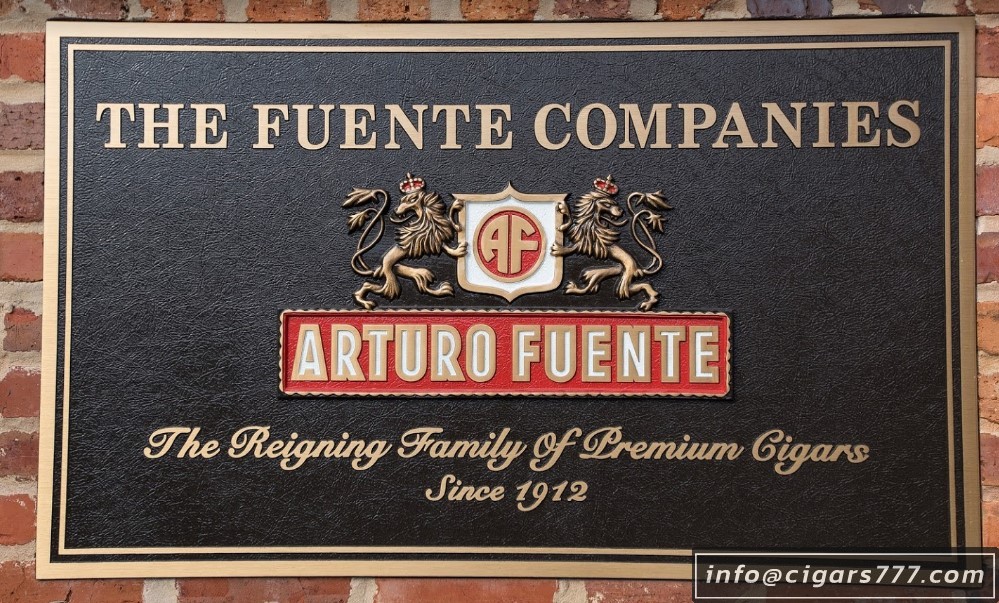 THE FUENTE COMPANIES
AF
ARTURO FUENTE
The Reigning Family Of Premium Cigars
Since 1912
info@cigars777.com